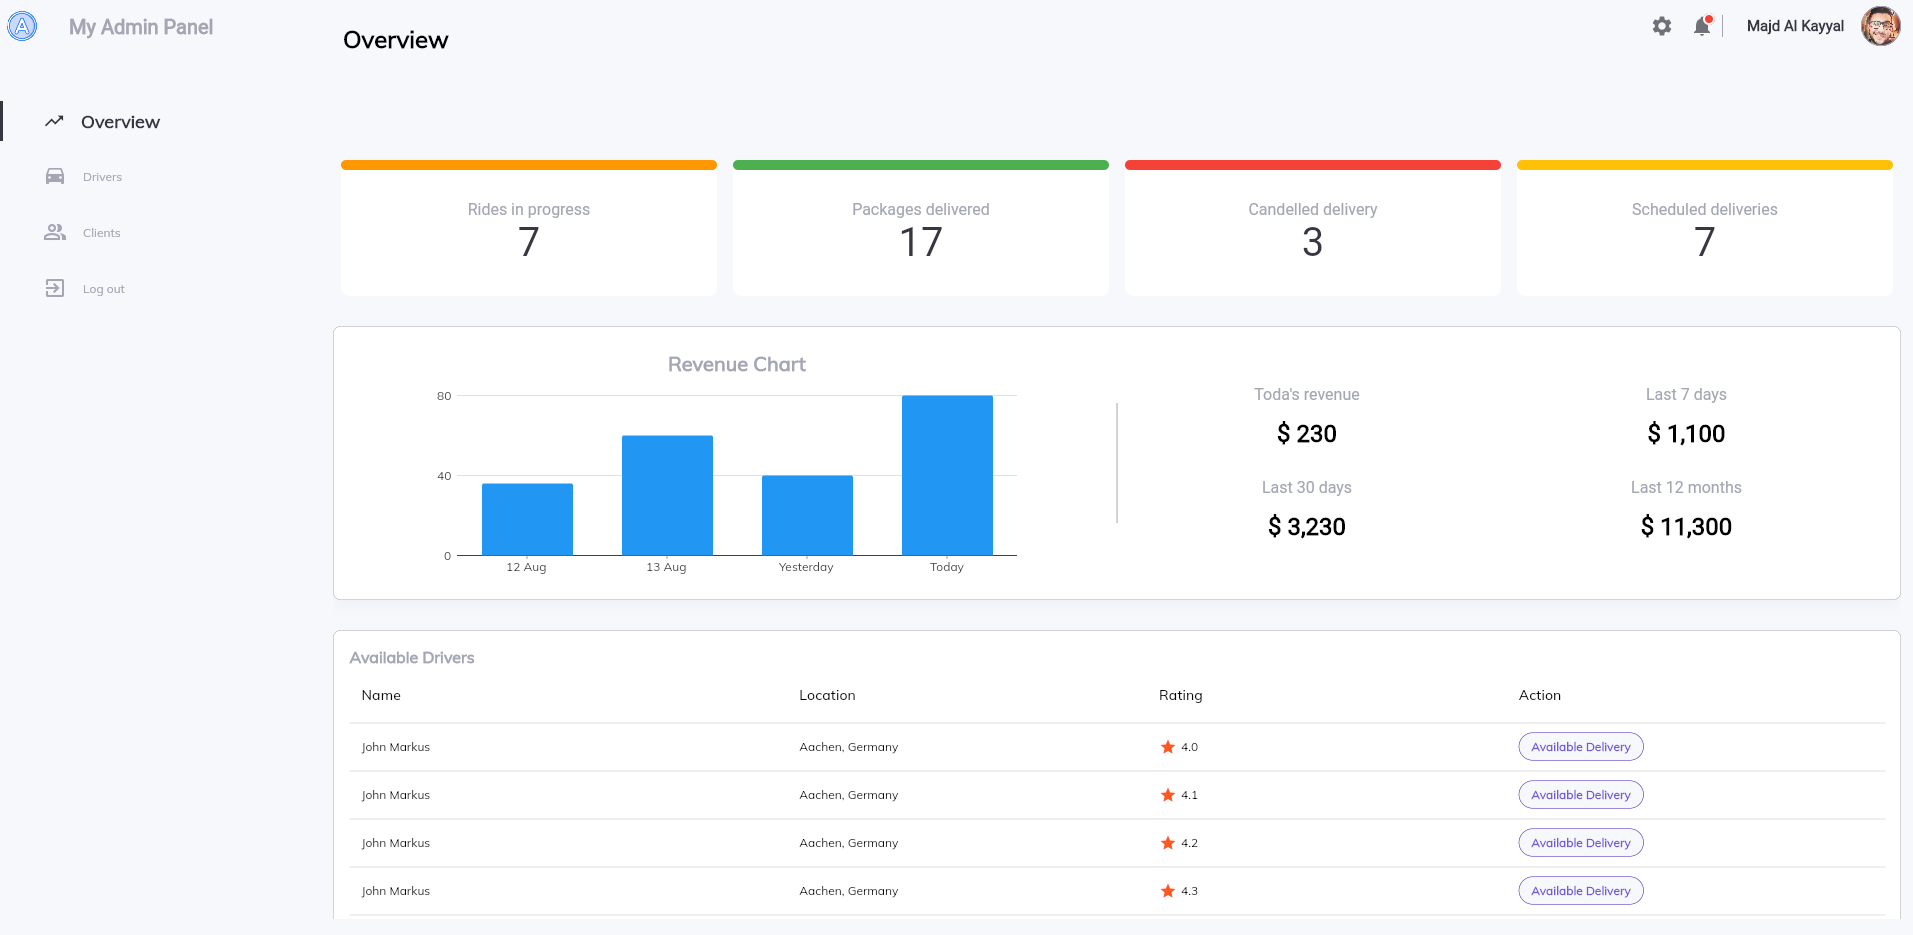 A
My Admin Panel
Overview
Majd Al Kayyal
Overview
Drivers
Clients
Log out
Rides in progress
7
Packages delivered
17
Candelled delivery
3
Scheduled deliveries
7
Revenue Chart
80
40
0
12 Aug
13 Aug
Yesterday
Today
Toda's revenue
$ 230
Last 7 days
$ 1,100
Last 30 days
$ 3,230
Last 12 months
$ 11,300
Available Drivers
Name Location Rating Action
John Markus Aachen, Germany 4.0 Available Delivery
John Markus Aachen, Germany 4.1 Available Delivery
John Markus Aachen, Germany 4.2 Available Delivery
John Markus Aachen, Germany 4.3 Available Delivery